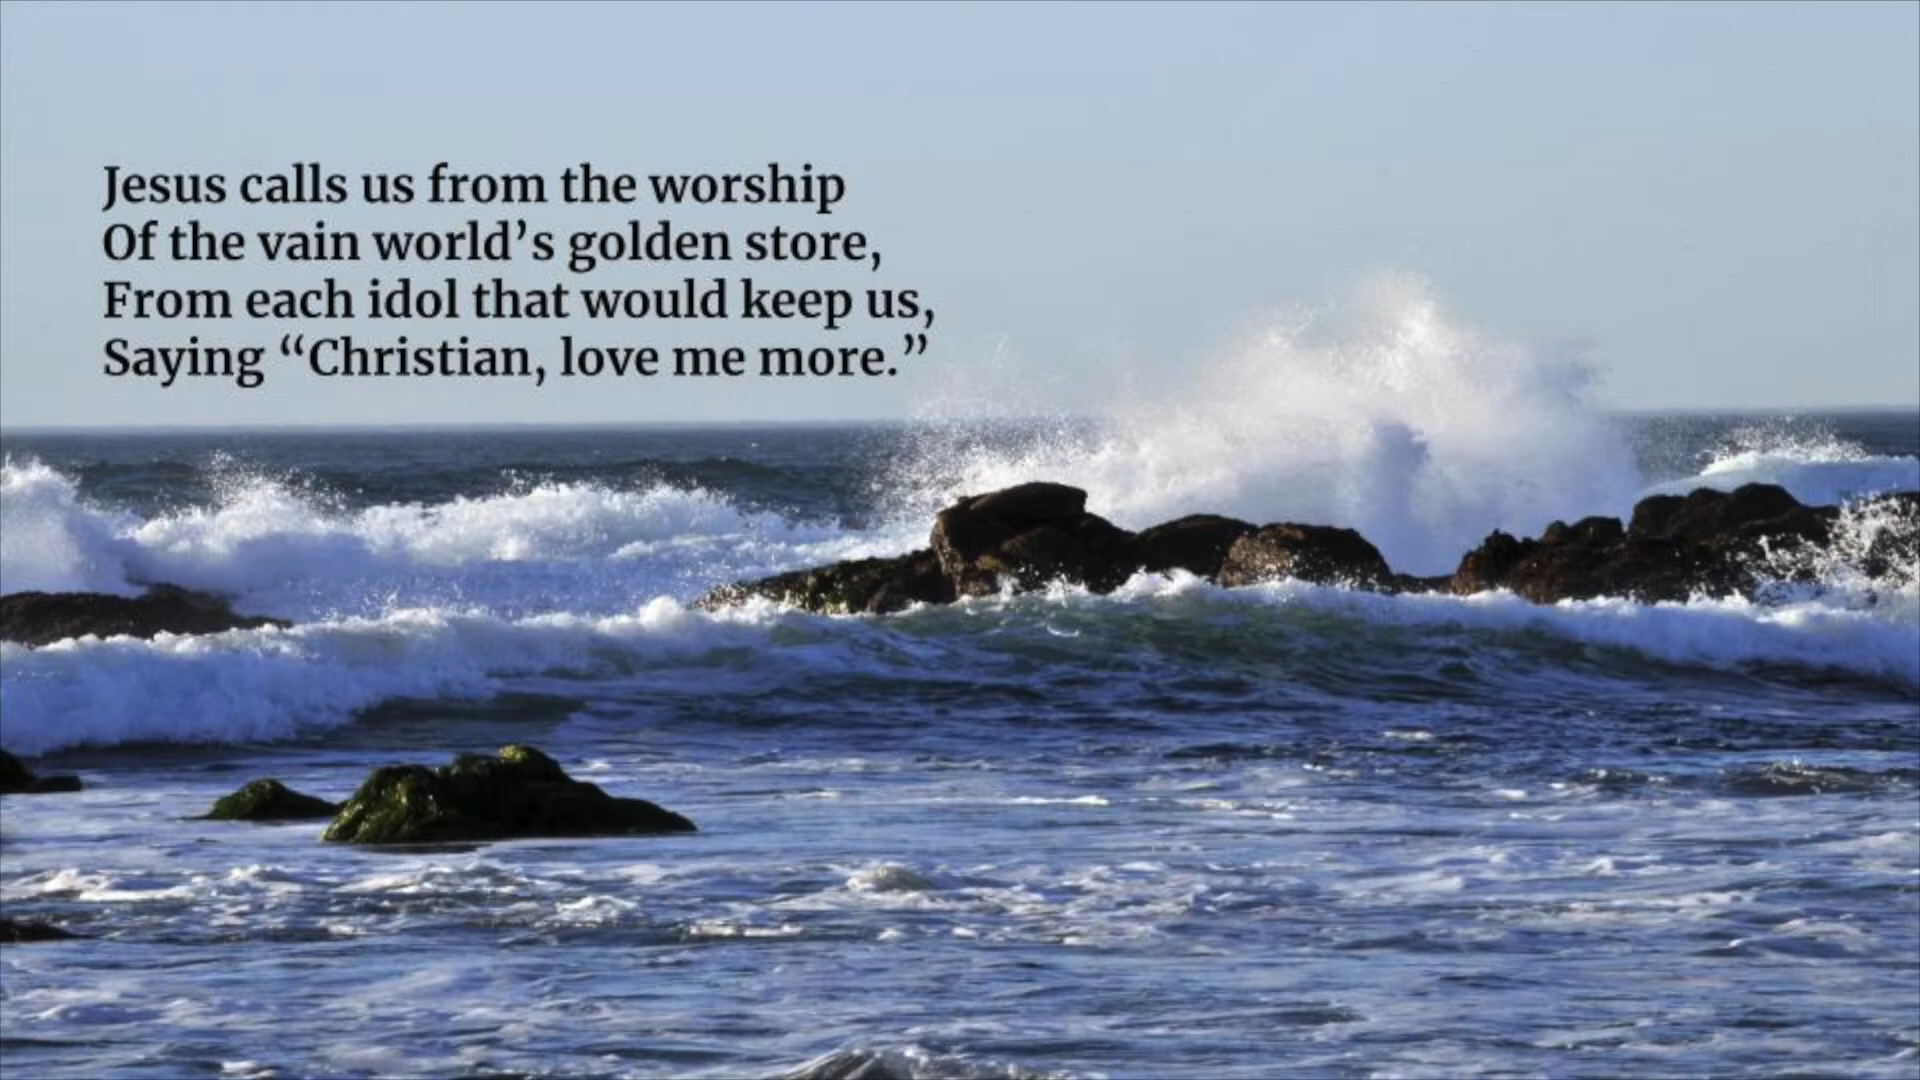 Jesus calls us from the worship
Of the vain world’s golden store,
From each idol that would keep us,
Saying “Christian, love me more.”